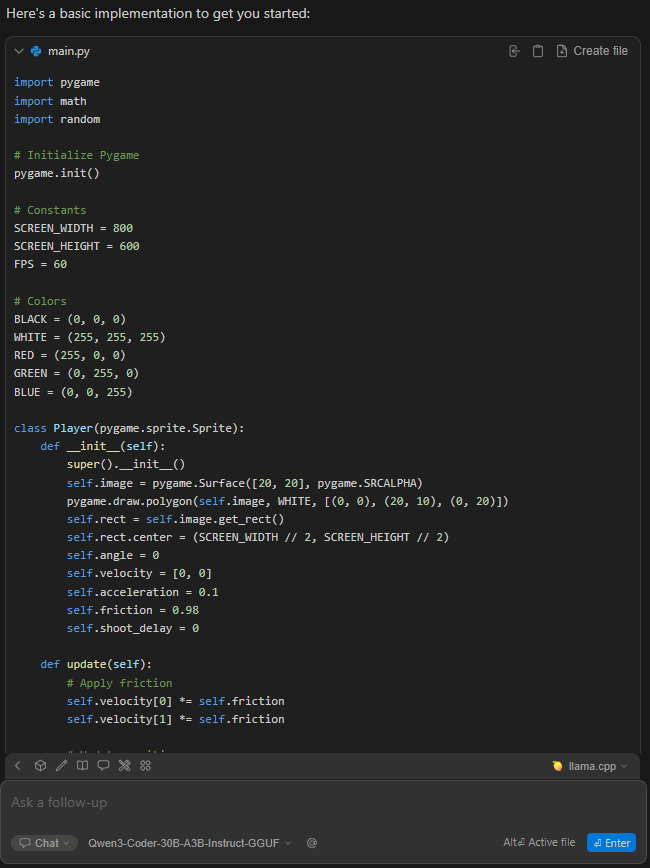 Here's a basic implementation to get you started:
main.py
Create file
import pygame
import math
import random
# Initialize Pygame
pygame.init()
# Constants
SCREEN_WIDTH = 800
SCREEN_HEIGHT = 600
FPS = 60
# Colors
BLACK = (0, 0, 0)
WHITE = (255, 255, 255)
RED = (255, 0, 0)
GREEN = (0, 255, 0)
BLUE = (0, 0, 255)
class Player(pygame.sprite.Sprite):
    def __init__(self):
        super().__init__()
        self.image = pygame.Surface([20, 20], pygame.SRCALPHA)
        pygame.draw.polygon(self.image, WHITE, [(0, 0), (20, 10), (0, 20)])
        self.rect = self.image.get_rect()
        self.rect.center = (SCREEN_WIDTH // 2, SCREEN_HEIGHT // 2)
        self.angle = 0
        self.velocity = [0, 0]
        self.acceleration = 0.1
        self.friction = 0.98
        self.shoot_delay = 0
    def update(self):
        # Apply friction
        self.velocity[0] *= self.friction
        self.velocity[1] *= self.friction
llama.cpp
Ask a follow-up
Chat
Qwen3-Coder-30B-A3B-Instruct-GGUF
@
Alt⏎ Active file
⏎ Enter